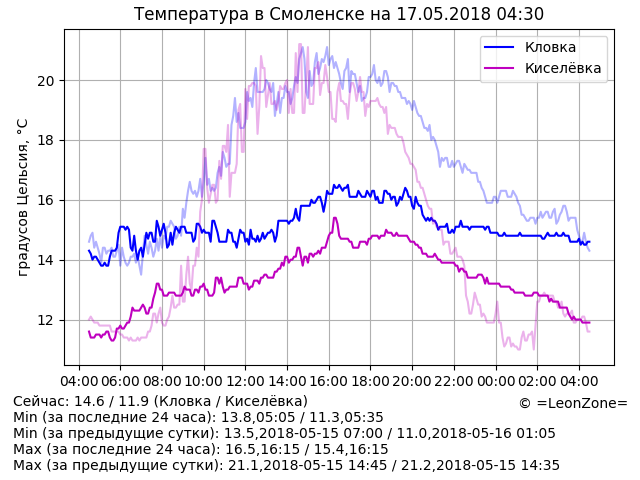 Температура в Смоленске на 17.05.2018 04:30
Кловка
Киселёвка
градусов Цельсия, °C
20
18
16
14
12
04:00 06:00 08:00 10:00 12:00 14:00 16:00 18:00 20:00 22:00 00:00 02:00 04:00
Сейчас: 14.6 / 11.9 (Кловка / Киселёвка)
© =LeonZone=
Min (за последние 24 часа): 13.8,05:05 / 11.3,05:35
Min (за предыдущие сутки): 13.5,2018-05-15 07:00 / 11.0,2018-05-16 01:05
Max (за последние 24 часа): 16.5,16:15 / 15.4,16:15
Max (за предыдущие сутки): 21.1,2018-05-15 14:45 / 21.2,2018-05-15 14:35